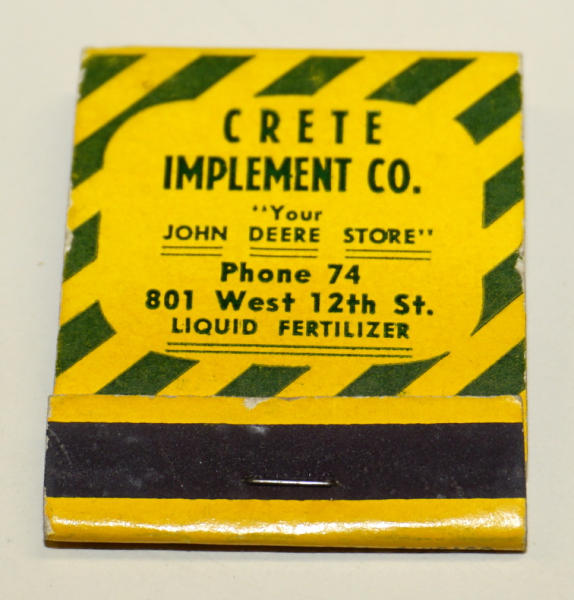 CRETE
IMPLEMENT CO.
"Your
JOHN DEERE STORE"
Phone 74
801 West 12th St.
LIQUID FERTILIZER